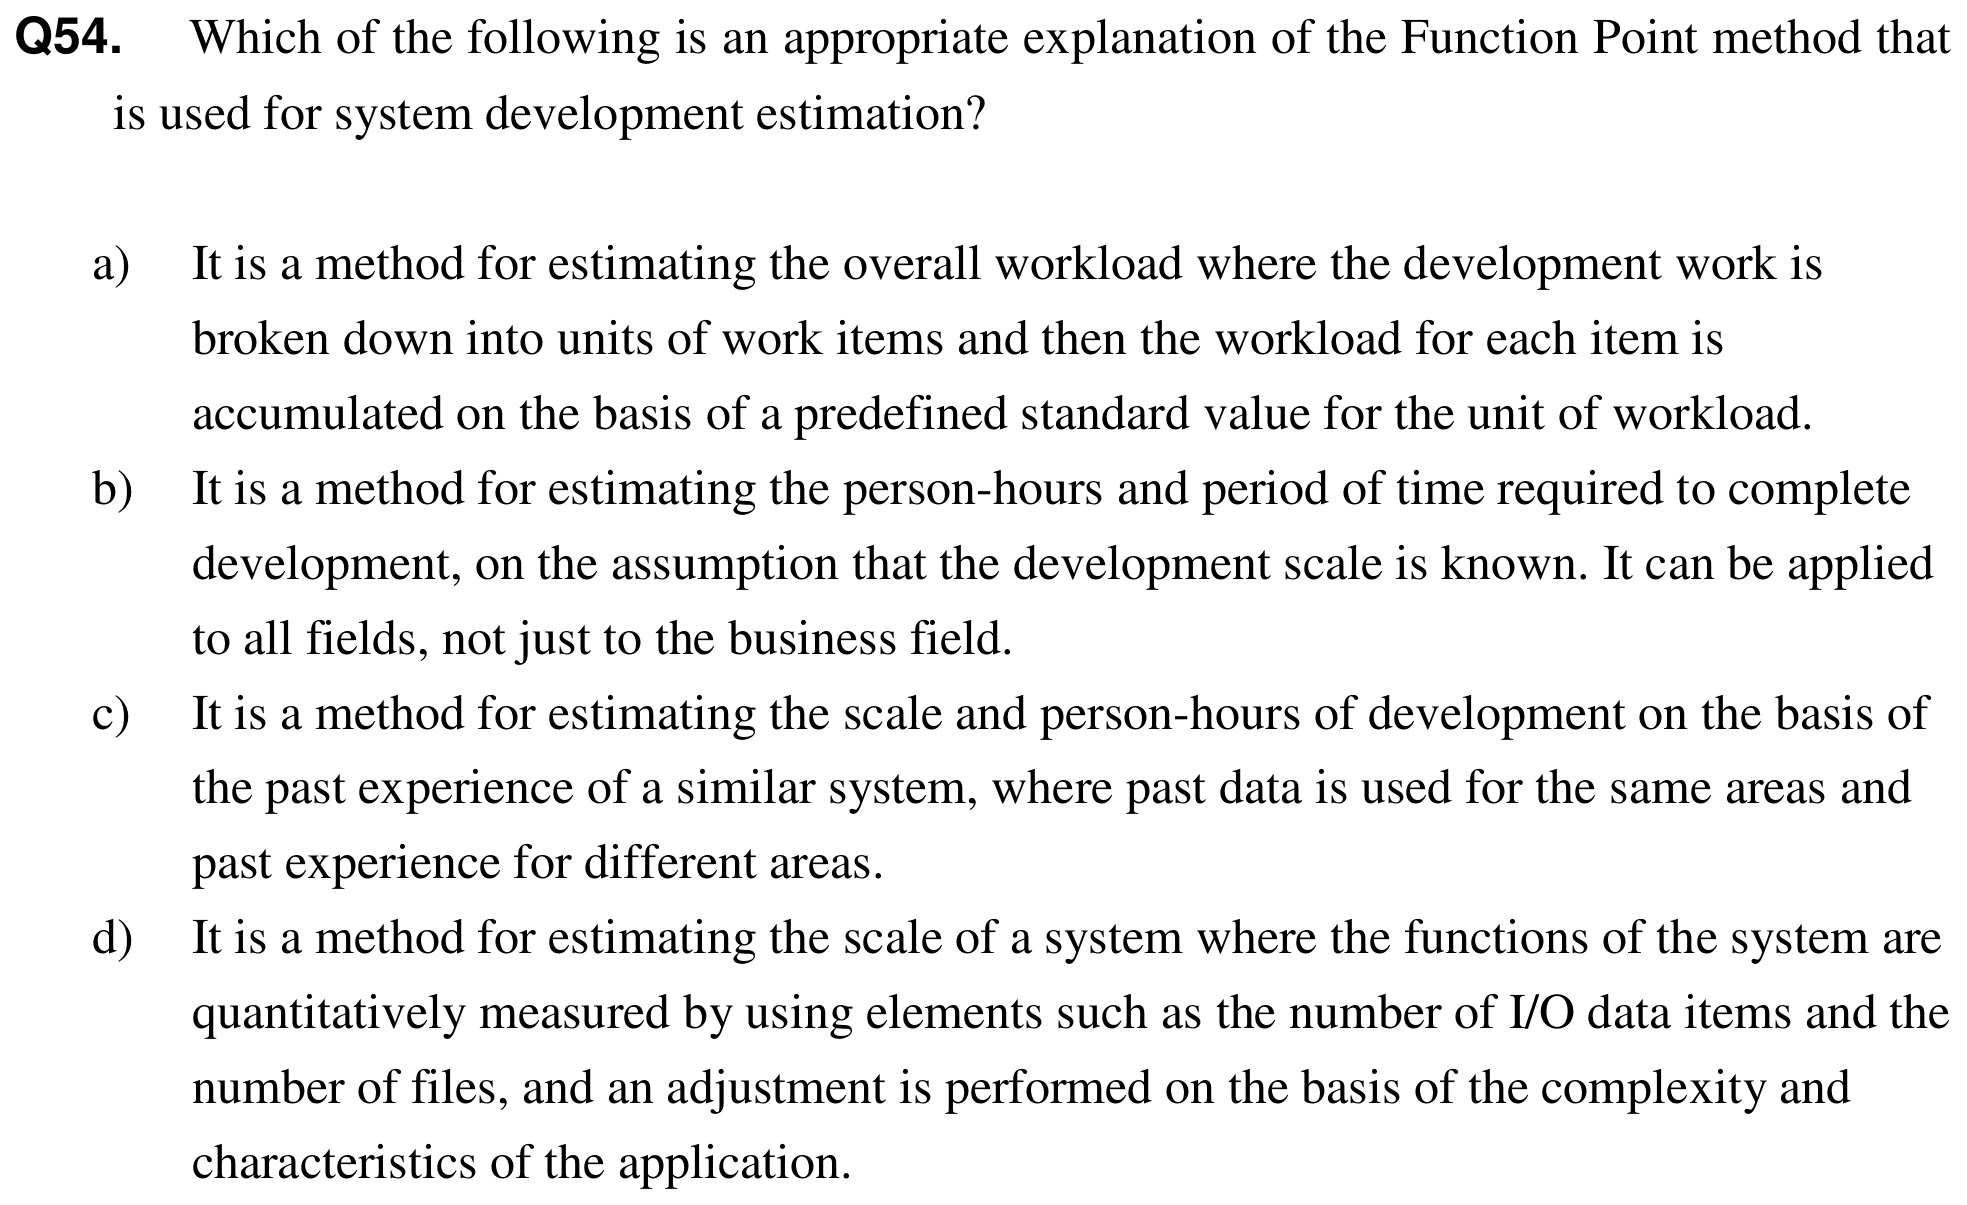 Q54. Which of the following is an appropriate explanation of the Function Point method that
is used for system development estimation?
a) It is a method for estimating the overall workload where the development work is
broken down into units of work items and then the workload for each item is
accumulated on the basis of a predefined standard value for the unit of workload.
b) It is a method for estimating the person-hours and period of time required to complete
development, on the assumption that the development scale is known. It can be applied
to all fields, not just to the business field.
c) It is a method for estimating the scale and person-hours of development on the basis of
the past experience of a similar system, where past data is used for the same areas and
past experience for different areas.
d) It is a method for estimating the scale of a system where the functions of the system are
quantitatively measured by using elements such as the number of I/O data items and the
number of files, and an adjustment is performed on the basis of the complexity and
characteristics of the application.